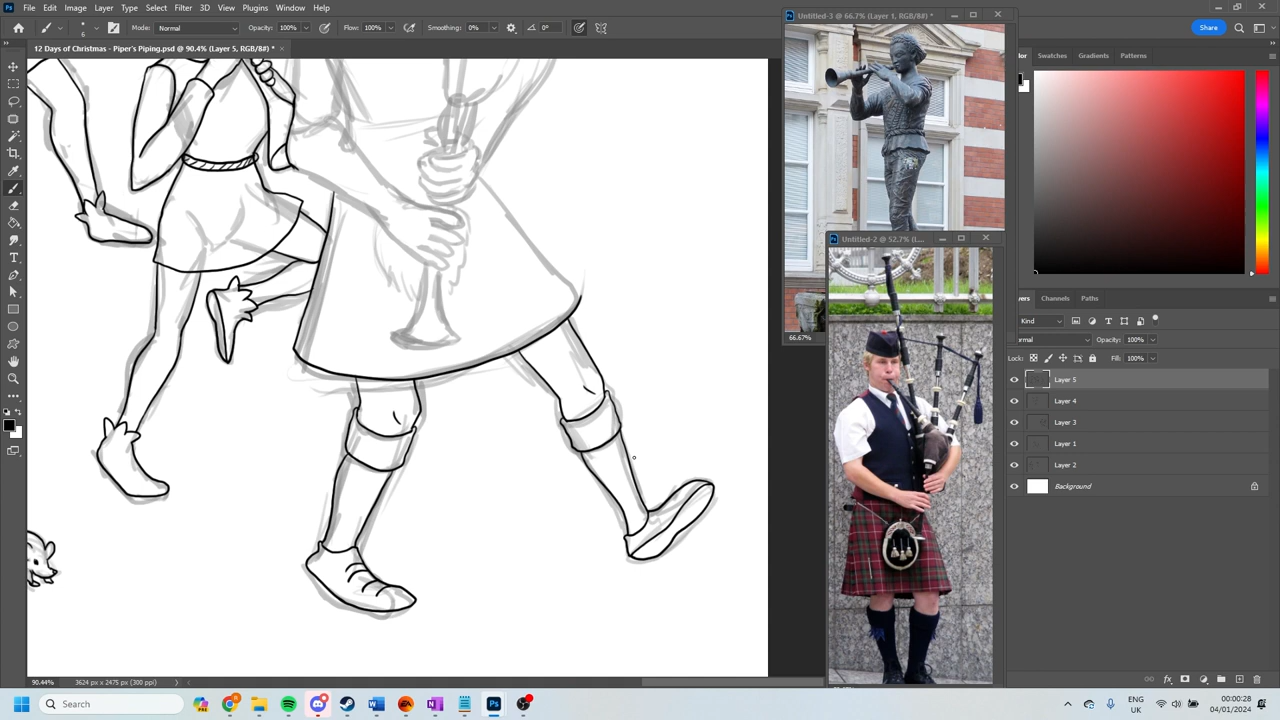 File Edit Image Layer Type Select Filter 3D View Plugins Window Help
Mode: Normal Opacity: 100% Flow: 100% Smoothing: 0% 0°
Share
12 Days of Christmas - Piper's Piping.psd @ 90.4% (Layer 5, RGB/8#) *
Untitled-3 @ 66.7% (Layer 1, RGB/8#) *
66.67%
Untitled-2 @ 52.7% (L...
lor Swatches Gradients Patterns
yers Channels Paths
Kind
ormal Opacity: 100%
Lock: Fill: 100%
Layer 5
Layer 4
Layer 3
Layer 1
Layer 2
Background
90.44% 3624 px x 2475 px (300 ppi)
Search
ENG
UK
00:00:28
04/01/2024